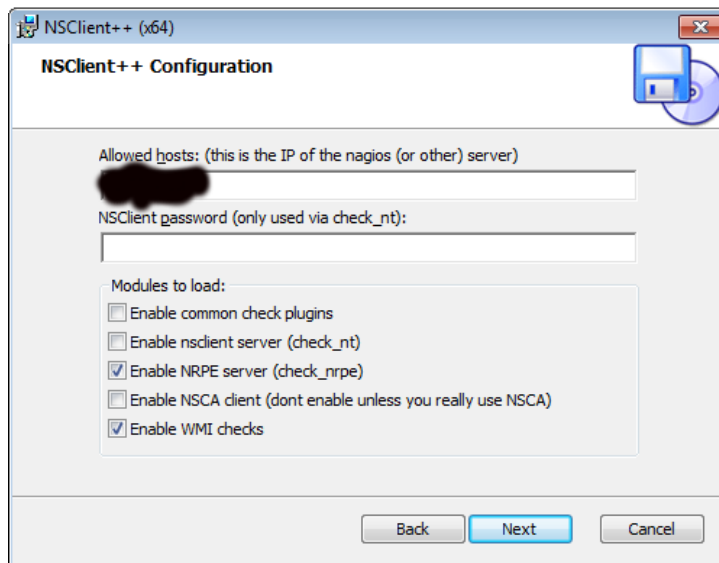 NSClient++ (x64)
NSClient++ Configuration
Allowed hosts: (this is the IP of the nagios (or other) server)
NSClient password (only used via check_nt):
Modules to load:
Enable common check plugins
Enable nsclient server (check_nt)
Enable NRPE server (check_nrpe)
Enable NSCA client (dont enable unless you really use NSCA)
Enable WMI checks
Back Next Cancel